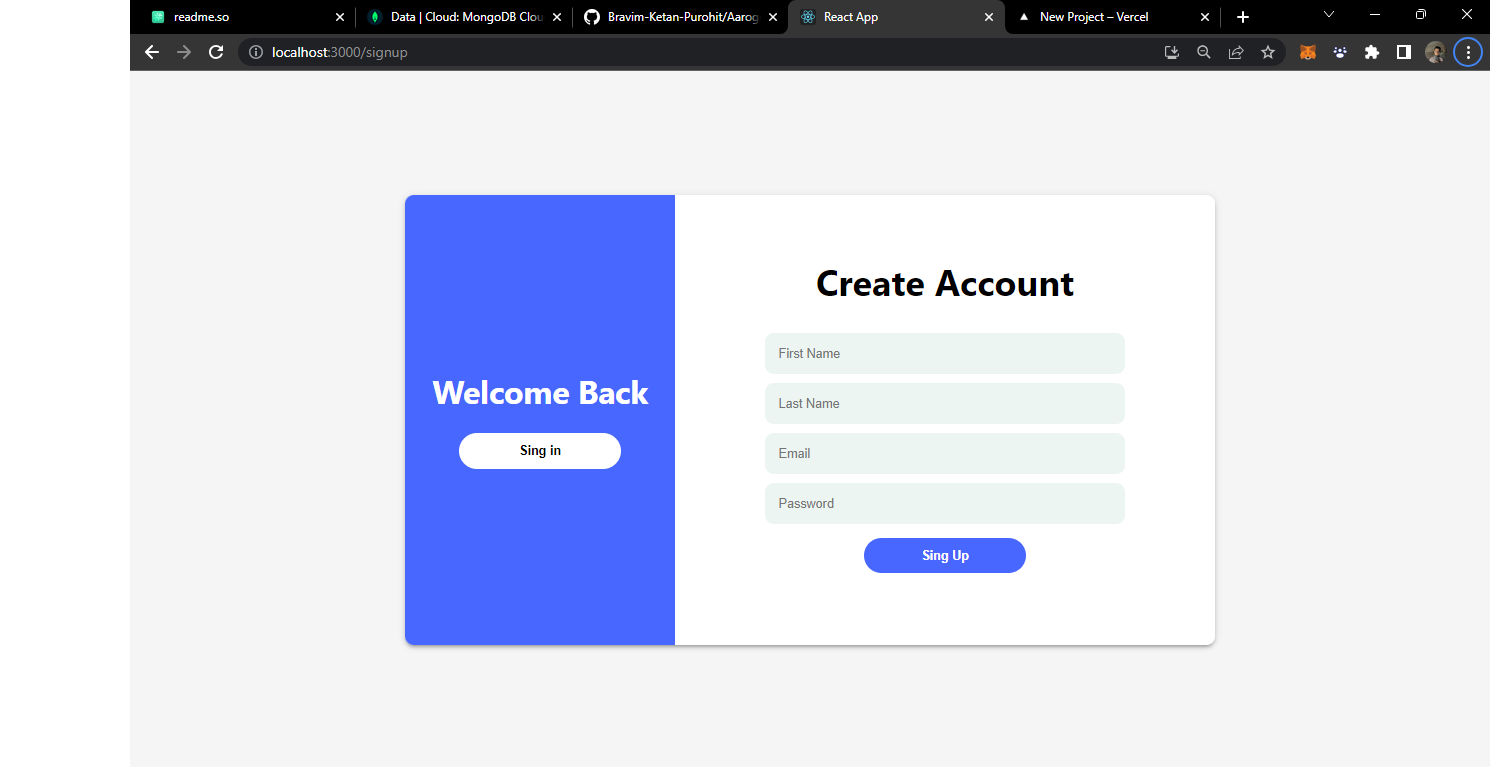 readme.so
Data | Cloud: MongoDB Clou
Bravim-Ketan-Purohit/Aarog
React App
New Project – Vercel
localhost:3000/signup
Welcome Back
Sing in
Create Account
First Name
Last Name
Email
Password
Sing Up